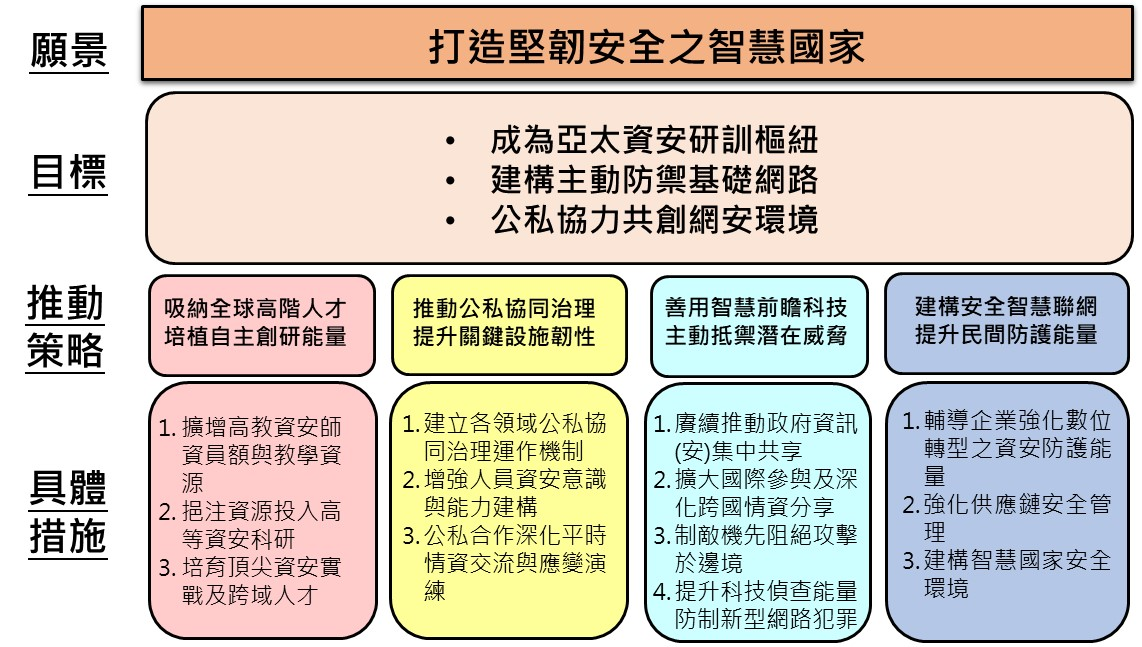 願景
打造堅韌安全之智慧國家
目標
• 成為亞太資安研訓樞紐
• 建構主動防禦基礎網路
• 公私協力共創網安環境
推動
策略
吸納全球高階人才
培植自主創研能量
推動公私協同治理
提升關鍵設施韌性
善用智慧前瞻科技
主動抵禦潛在威脅
建構安全智慧聯網
提升民間防護能量
具體
措施
1. 擴增高教資安師
資員額與教學資
源
2. 挹注資源投入高
等資安科研
3. 培育頂尖資安實
戰及跨域人才
1. 建立各領域公私協
同治理運作機制
2. 增強人員資安意識
與能力建構
3. 公私合作深化平時
情資交流與應變演
練
1. 賡續推動政府資訊
(安)集中共享
2. 擴大國際參與及深
化跨國情資分享
3. 制敵機先阻絕攻擊
於邊境
4. 提升科技偵查能量
防制新型網路犯罪
1. 輔導企業強化數位
轉型之資安防護能
量
2. 強化供應鏈安全管
理
3. 建構智慧國家安全
環境